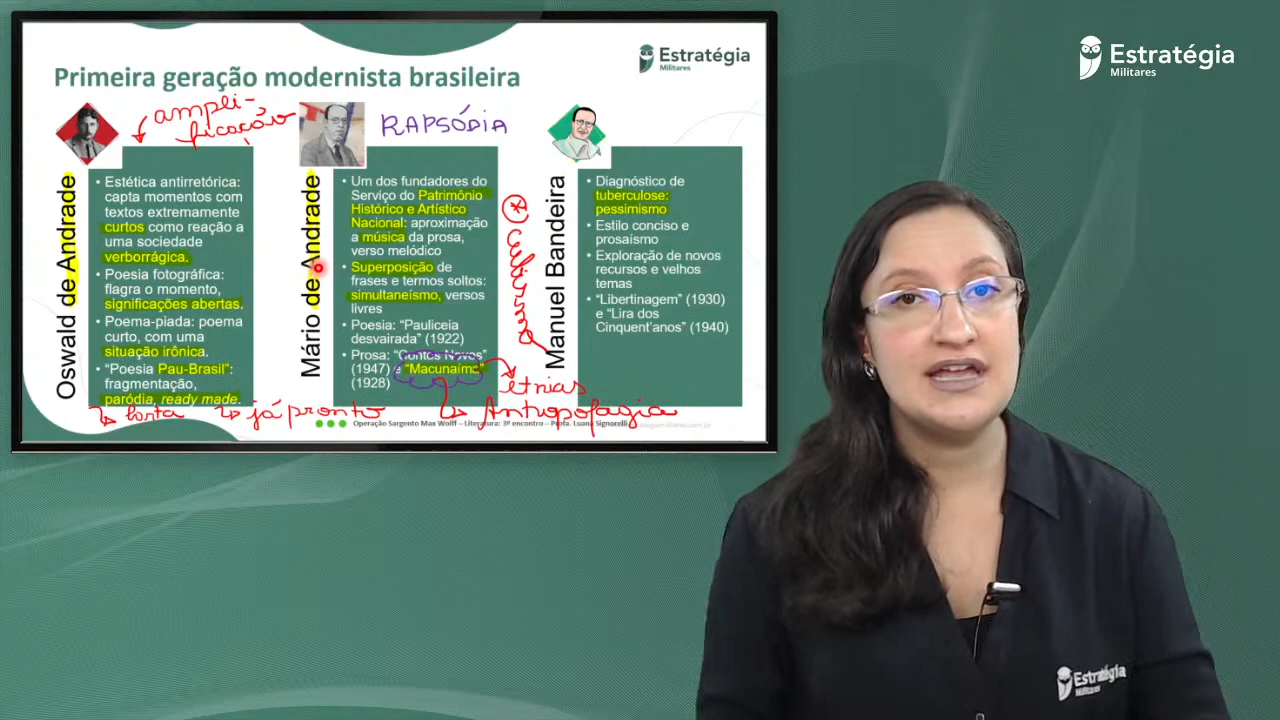 Primeira geração modernista brasileira
Estratégia
Militares
ampli-
ficação
RAPSÓDIA
Oswald de Andrade
• Estética antirretórica:
capta momentos com
textos extremamente
curtos como reação a
uma sociedade
verborrágica.
• Poesia fotográfica:
flagra o momento,
significações abertas.
• Poema-piada: poema
curto, com uma
situação irônica.
• “Poesia Pau-Brasil”:
fragmentação,
paródia, ready made.
já pronto
Mário de Andrade
• Um dos fundadores do
Serviço do Patrimônio
Histórico e Artístico
Nacional: aproximação
a música da prosa,
verso melódico
• Superposição de
frases e termos soltos:
simultaneísmo, versos
livres
• Poesia: “Pauliceia
desvairada” (1922)
• Prosa: “Contos Novos”
(1947) e “Macunaíma”
(1928)
etnias
Antropofagia
Manuel Bandeira
• Diagnóstico de
tuberculose:
pessimismo
• Estilo conciso e
prosaísmo
• Exploração de novos
recursos e velhos
temas
• “Libertinagem” (1930)
e “Lira dos
Cinquent’anos” (1940)
Operação Sargento Max Wolff – Literatura: 3º encontro – Profa. Luana Signorelli
Estratégia
Militares
Estratégia
Militares